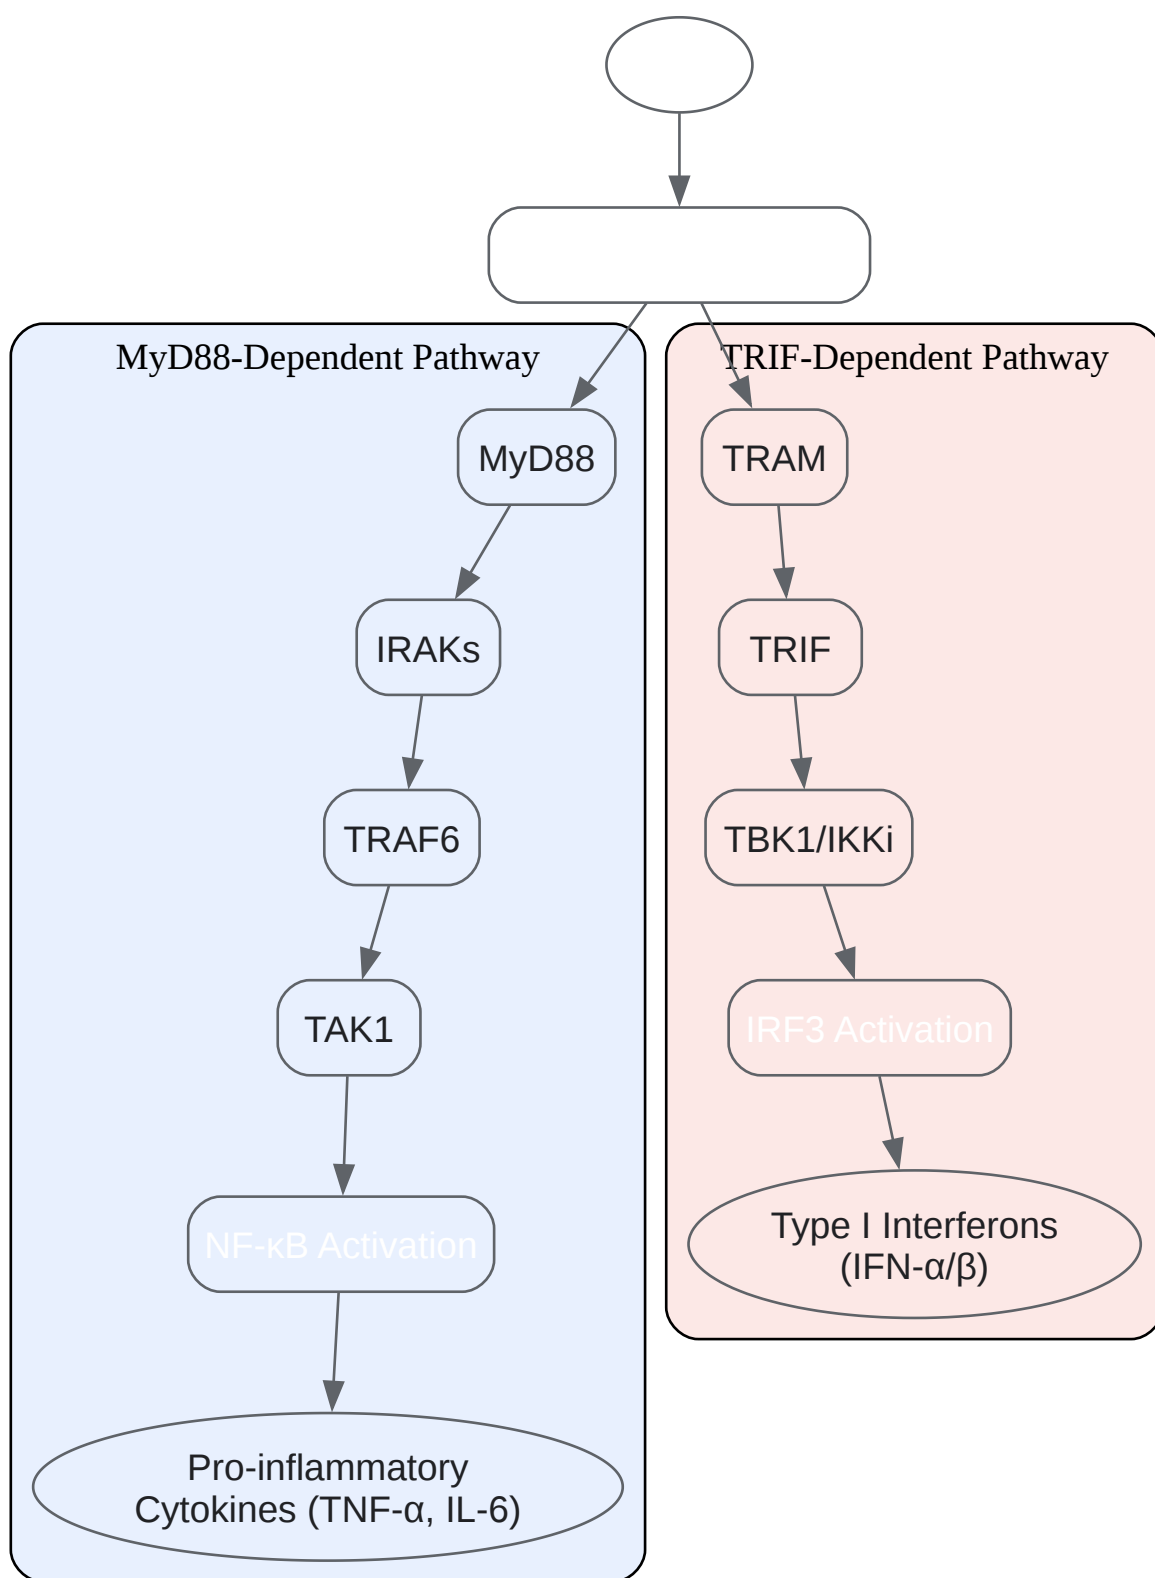 MyD88-Dependent Pathway
TRIF-Dependent Pathway
MyD88
TRAM
IRAKs
TRIF
TRAF6
TBK1/IKKi
TAK1
IRF3 Activation
NF-κB Activation
Type I Interferons
(IFN-α/β)
Pro-inflammatory
Cytokines (TNF-α, IL-6)